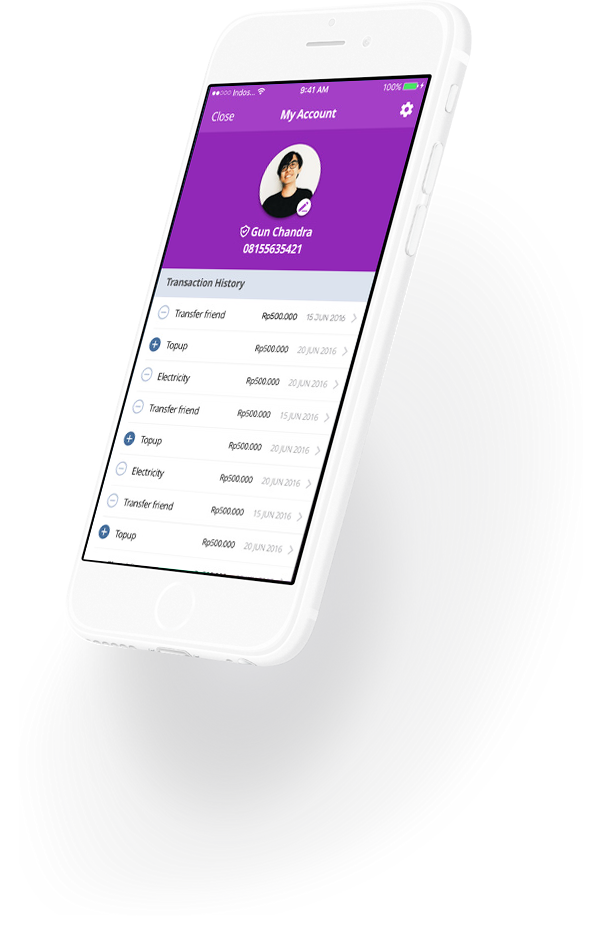 Indos... 9:41 AM 100%
Close My Account
Gun Chandra
08155635421
Transaction History
Transfer friend Rp500.000 15 JUN 2016
Topup Rp500.000 20 JUN 2016
Electricity Rp500.000 20 JUN 2016
Transfer friend Rp500.000 15 JUN 2016
Topup Rp500.000 20 JUN 2016
Electricity Rp500.000 20 JUN 2016
Transfer friend Rp500.000 15 JUN 2016
Topup Rp500.000 20 JUN 2016